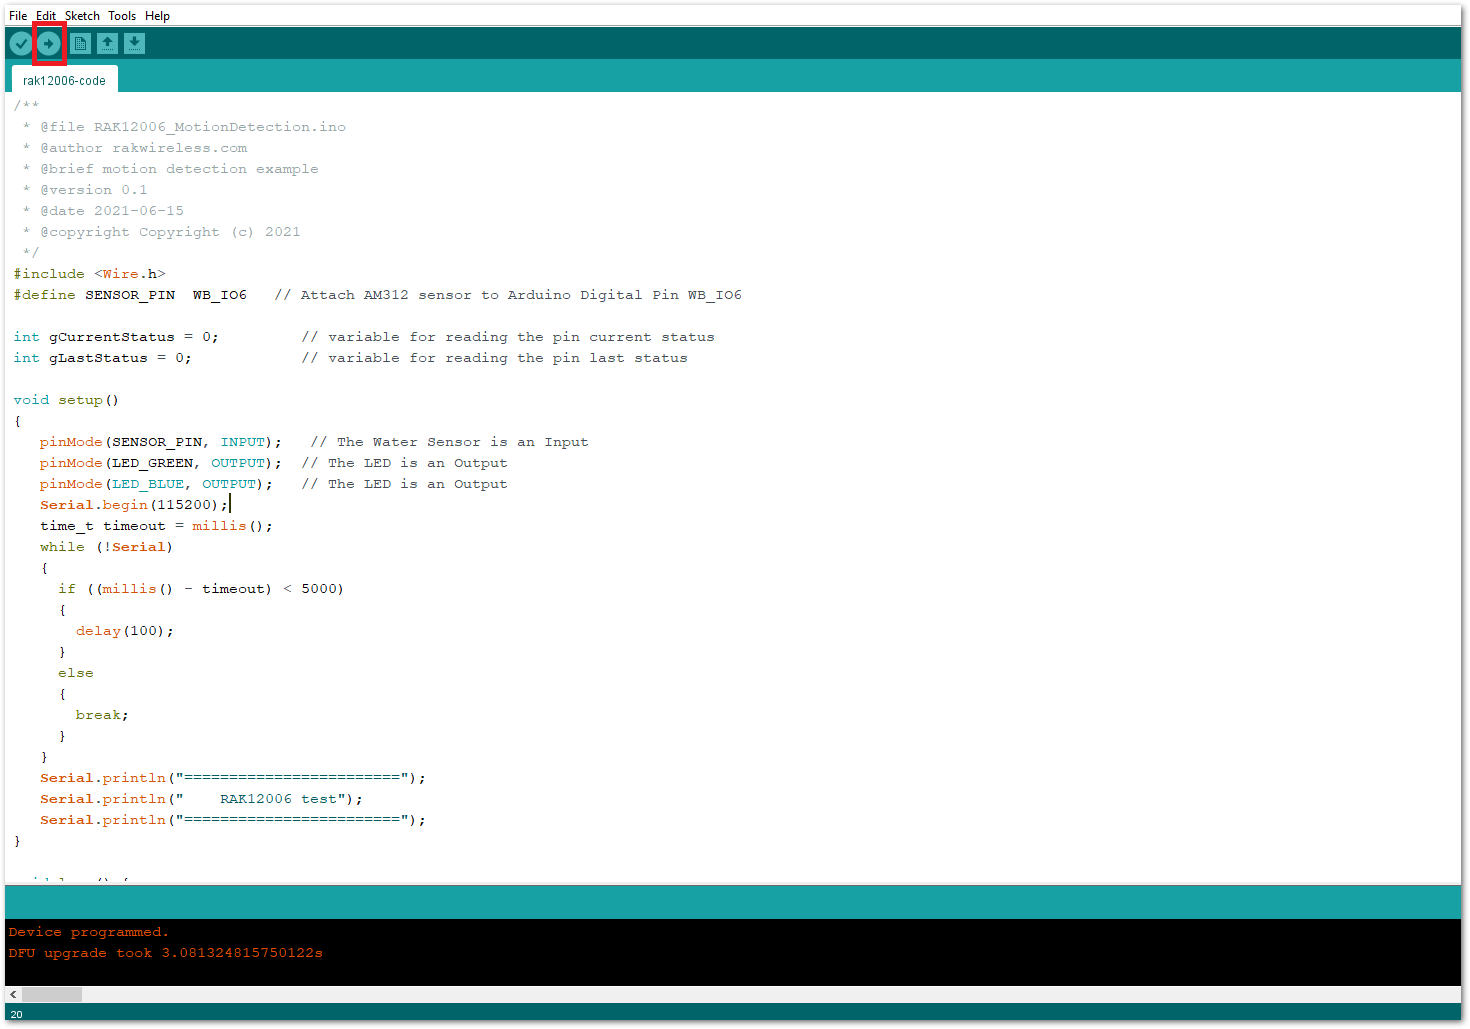 File Edit Sketch Tools Help
rak12006-code
/**
 * @file RAK12006_MotionDetection.ino
 * @author rakwireless.com
 * @brief motion detection example
 * @version 0.1
 * @date 2021-06-15
 * @copyright Copyright (c) 2021
 */
#include <Wire.h>
#define SENSOR_PIN  WB_IO6   // Attach AM312 sensor to Arduino Digital Pin WB_IO6
int gCurrentStatus = 0;         // variable for reading the pin current status
int gLastStatus = 0;            // variable for reading the pin last status
void setup()
{
   pinMode(SENSOR_PIN, INPUT);   // The Water Sensor is an Input
   pinMode(LED_GREEN, OUTPUT);  // The LED is an Output
   pinMode(LED_BLUE, OUTPUT);   // The LED is an Output
   Serial.begin(115200);
   time_t timeout = millis();
   while (!Serial)
   {
     if ((millis() - timeout) < 5000)
     {
       delay(100);
     }
     else
     {
       break;
     }
   }
   Serial.println("========================");
   Serial.println("    RAK12006 test");
   Serial.println("========================");
}
Device programmed.
DFU upgrade took 3.081324815750122s
20